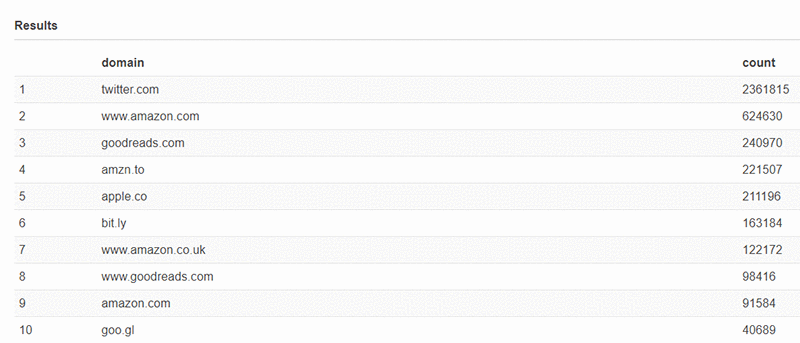 Results
domain count
1 twitter.com 2361815
2 www.amazon.com 624630
3 goodreads.com 240970
4 amzn.to 221507
5 apple.co 211196
6 bit.ly 163184
7 www.amazon.co.uk 122172
8 www.goodreads.com 98416
9 amazon.com 91584
10 goo.gl 40689